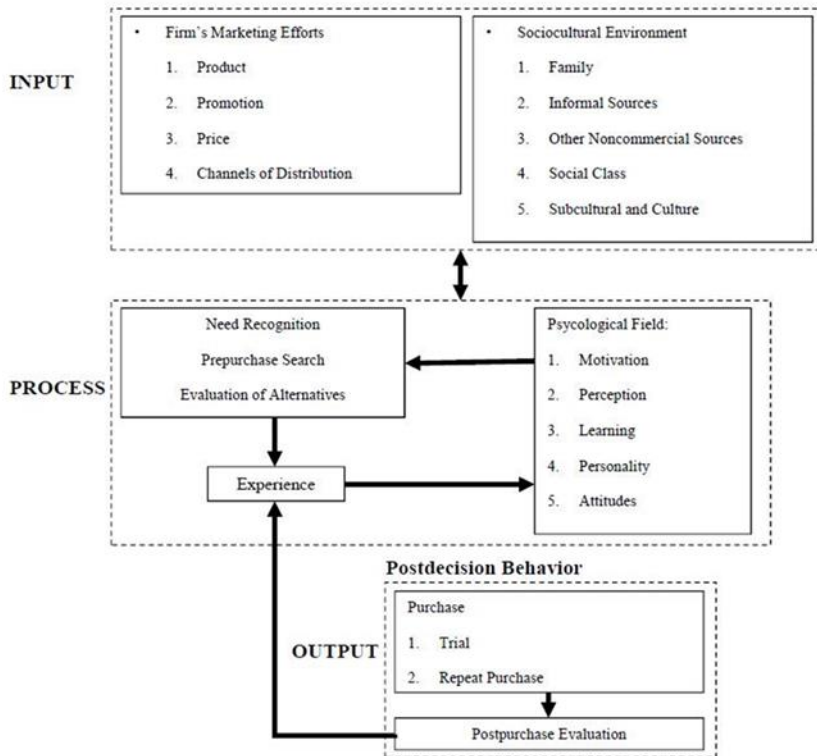 INPUT
• Firm`s Marketing Efforts
1. Product
2. Promotion
3. Price
4. Channels of Distribution
• Sociocultural Environment
1. Family
2. Informal Sources
3. Other Noncommercial Sources
4. Social Class
5. Subcultural and Culture
PROCESS
Need Recognition
Prepurchase Search
Evaluation of Alternatives
Experience
Psycological Field:
1. Motivation
2. Perception
3. Learning
4. Personality
5. Attitudes
Postdecision Behavior
OUTPUT
Purchase
1. Trial
2. Repeat Purchase
Postpurchase Evaluation